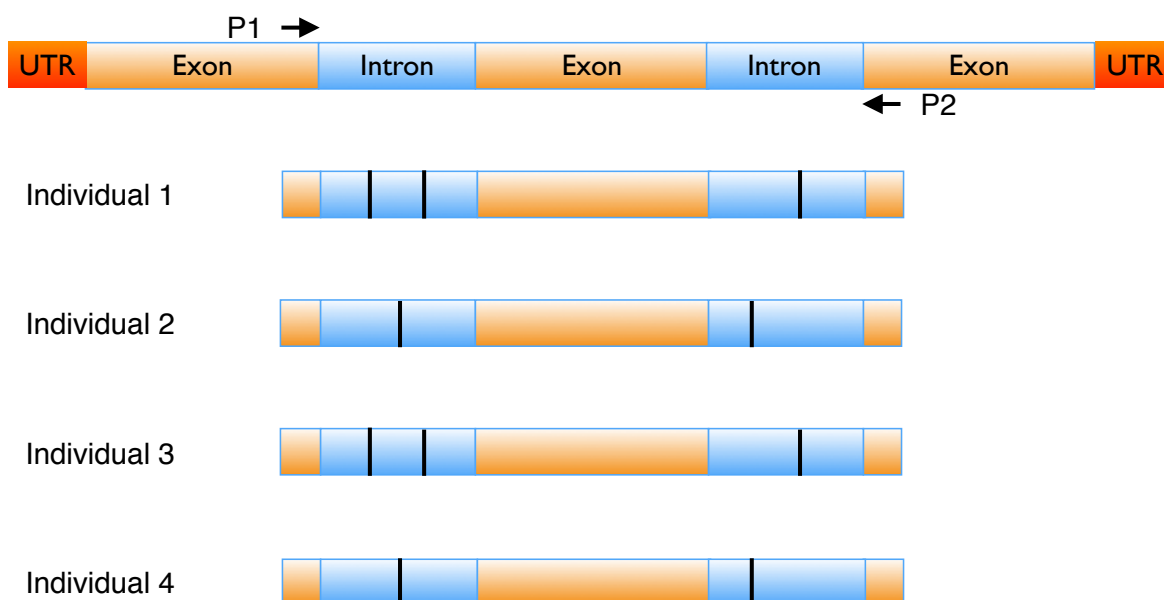 P1
UTR Exon Intron Exon Intron Exon UTR
P2
Individual 1
Individual 2
Individual 3
Individual 4